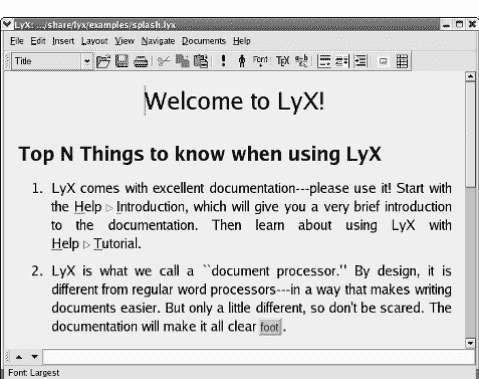 LyX: .../share/lyx/examples/splash.lyx
File Edit Insert Layout View Navigate Documents Help
Title Font TEX
Welcome to LyX!
Top N Things to know when using LyX
1. LyX comes with excellent documentation---please use it! Start with
the Help ▷ Introduction, which will give you a very brief introduction
to the documentation. Then learn about using LyX with
Help ▷ Tutorial.
2. LyX is what we call a ``document processor.'' By design, it is
different from regular word processors---in a way that makes writing
documents easier. But only a little different, so don't be scared. The
documentation will make it all clear foot.
Font: Largest